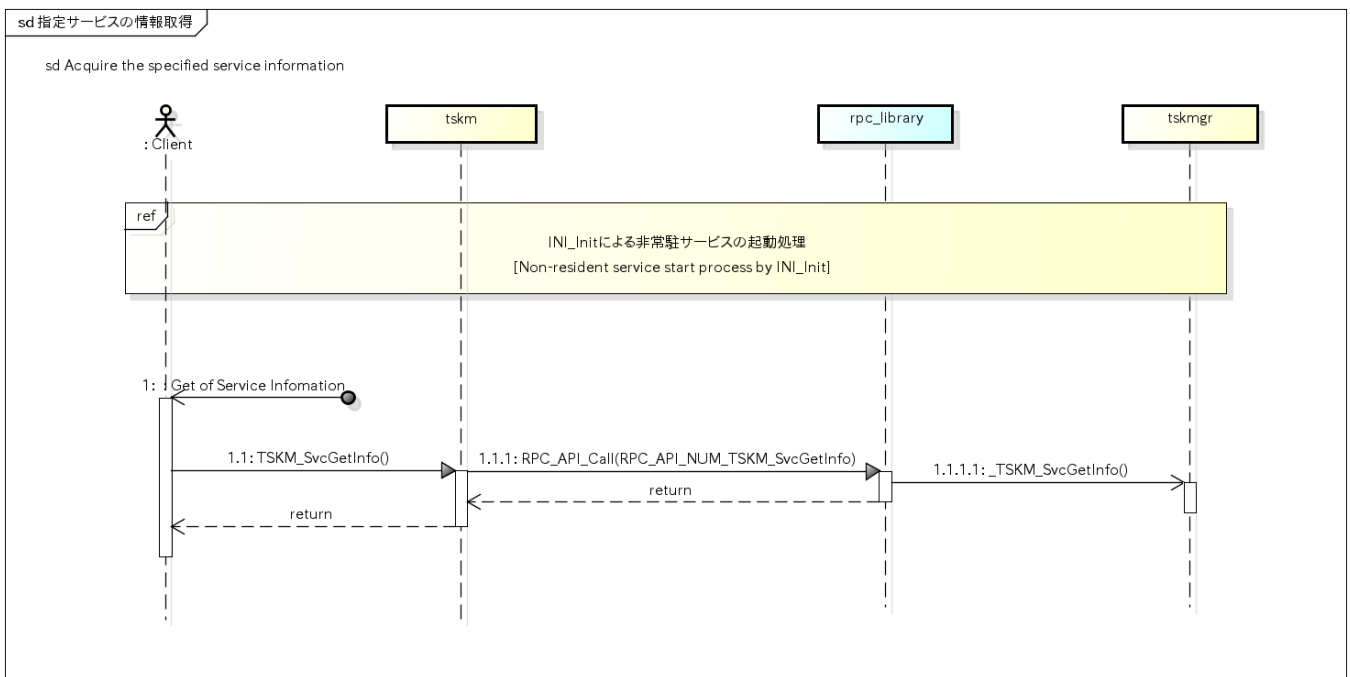 sd 指定サービスの情報取得
sd Acquire the specified service information
: Client
tskm
rpc_library
tskmgr
ref
INI_Initによる非常駐サービスの起動処理
[Non-resident service start process by INI_Init]
1: : Get of Service Infomation
1.1: TSKM_SvcGetInfo()
1.1.1: RPC_API_Call(RPC_API_NUM_TSKM_SvcGetInfo)
1.1.1.1: _TSKM_SvcGetInfo()
return
return